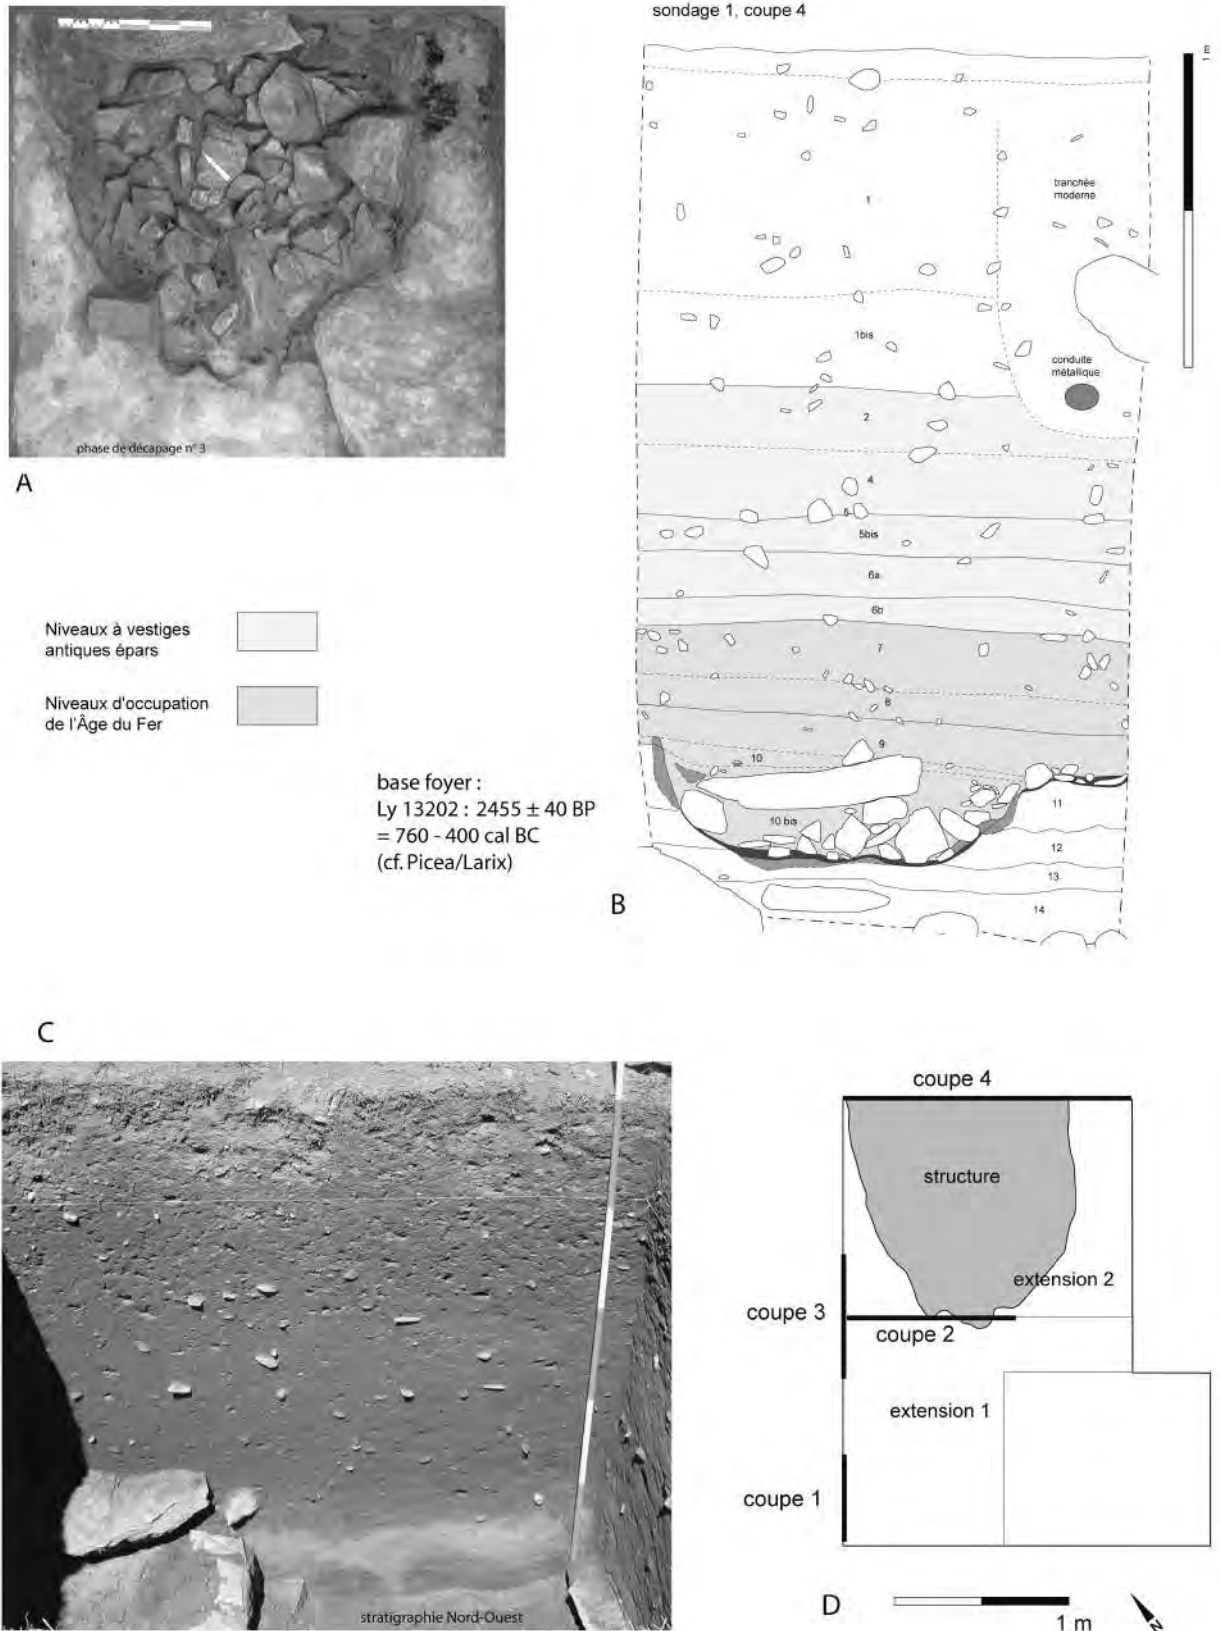 sondage 1, coupe 4
1
m
tranchée
moderne
1
1bis
conduite
métallique
phase de décapage n° 3
A
2
4
5
5bis
6a
6b
7
8
9
10
10 bis
11
12
13
14
Niveaux à vestiges
antiques épars
Niveaux d'occupation
de l'Âge du Fer
base foyer :
Ly 13202 : 2455 ± 40 BP
= 760 - 400 cal BC
(cf. Picea/Larix)
B
C
stratigraphie Nord-Ouest
coupe 4
structure
extension 2
coupe 3
coupe 2
extension 1
coupe 1
D
1 m
N